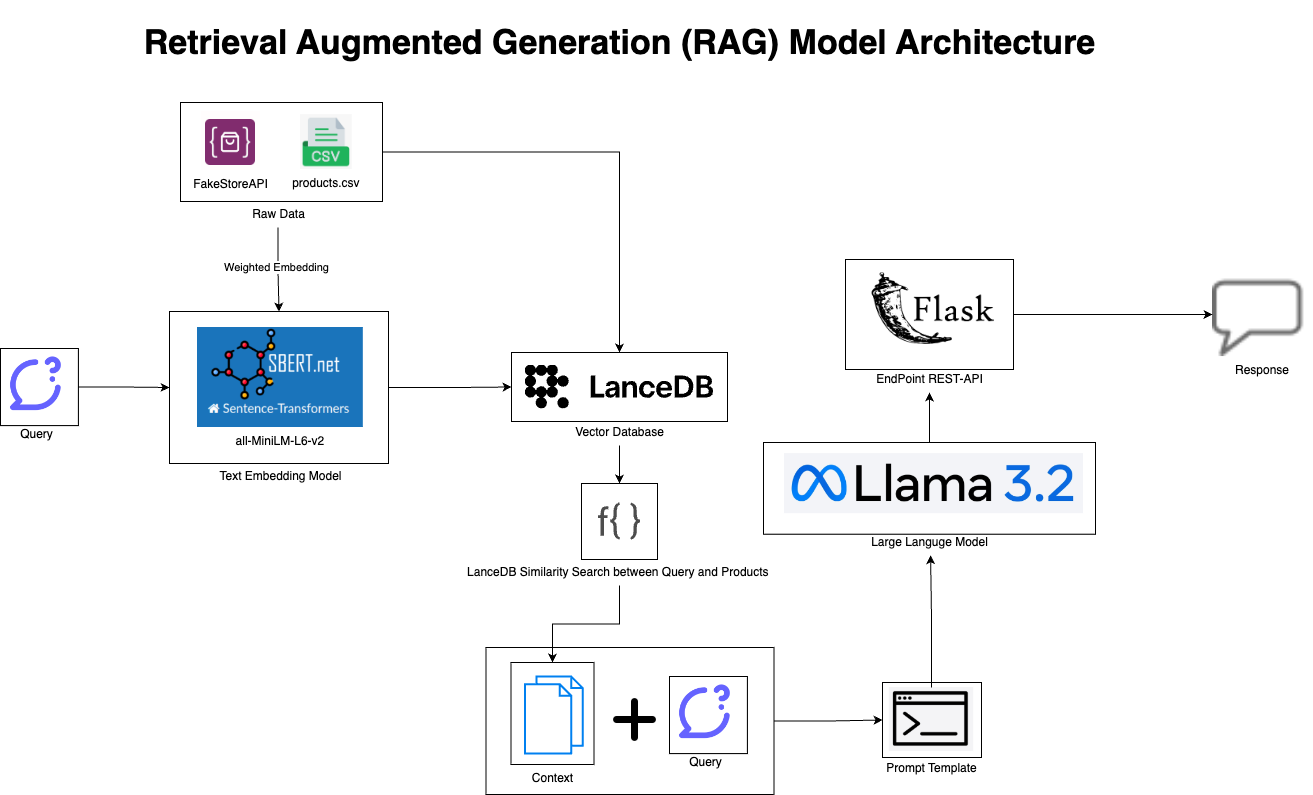 Retrieval Augmented Generation (RAG) Model Architecture
CSV
FakeStoreAPI
products.csv
Raw Data
Weighted Embedding
SBERT.net
Sentence-Transformers
all-MiniLM-L6-v2
Text Embedding Model
Query
LanceDB
Vector Database
f{ }
LanceDB Similarity Search between Query and Products
Context
Query
Prompt Template
Llama 3.2
Large Languge Model
Flask
EndPoint REST-API
Response